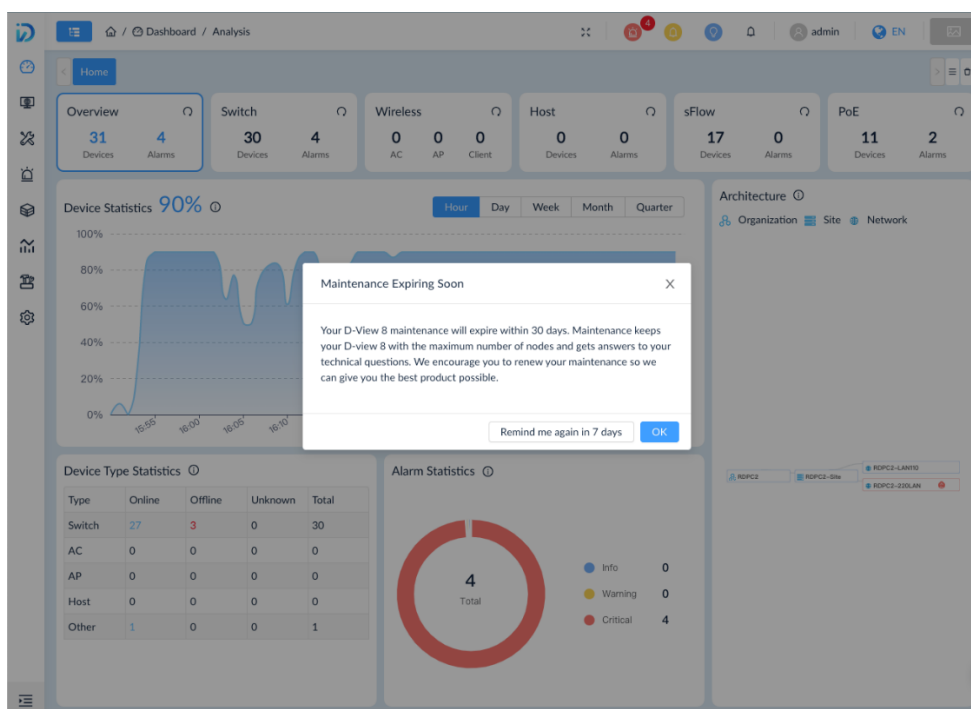 / Dashboard / Analysis
4
admin
EN
Home
Overview
31 4
Devices Alarms
Switch
30 4
Devices Alarms
Wireless
0 0 0
AC AP Client
Host
0 0
Devices Alarms
sFlow
17 0
Devices Alarms
PoE
11 2
Devices Alarms
Device Statistics 90%
Hour Day Week Month Quarter
100%
80%
60%
40%
20%
0%
15:55 16:00 16:05 16:10
Architecture
Organization Site Network
RDPC2 RDPC2-Site
RDPC2-LAN110
RDPC2-220LAN
Maintenance Expiring Soon X
Your D-View 8 maintenance will expire within 30 days. Maintenance keeps
your D-view 8 with the maximum number of nodes and gets answers to your
technical questions. We encourage you to renew your maintenance so we
can give you the best product possible.
Remind me again in 7 days OK
Device Type Statistics
Type Online Offline Unknown Total
Switch 27 3 0 30
AC 0 0 0 0
AP 0 0 0 0
Host 0 0 0 0
Other 1 0 0 1
Alarm Statistics
4
Total
Info 0
Warning 0
Critical 4